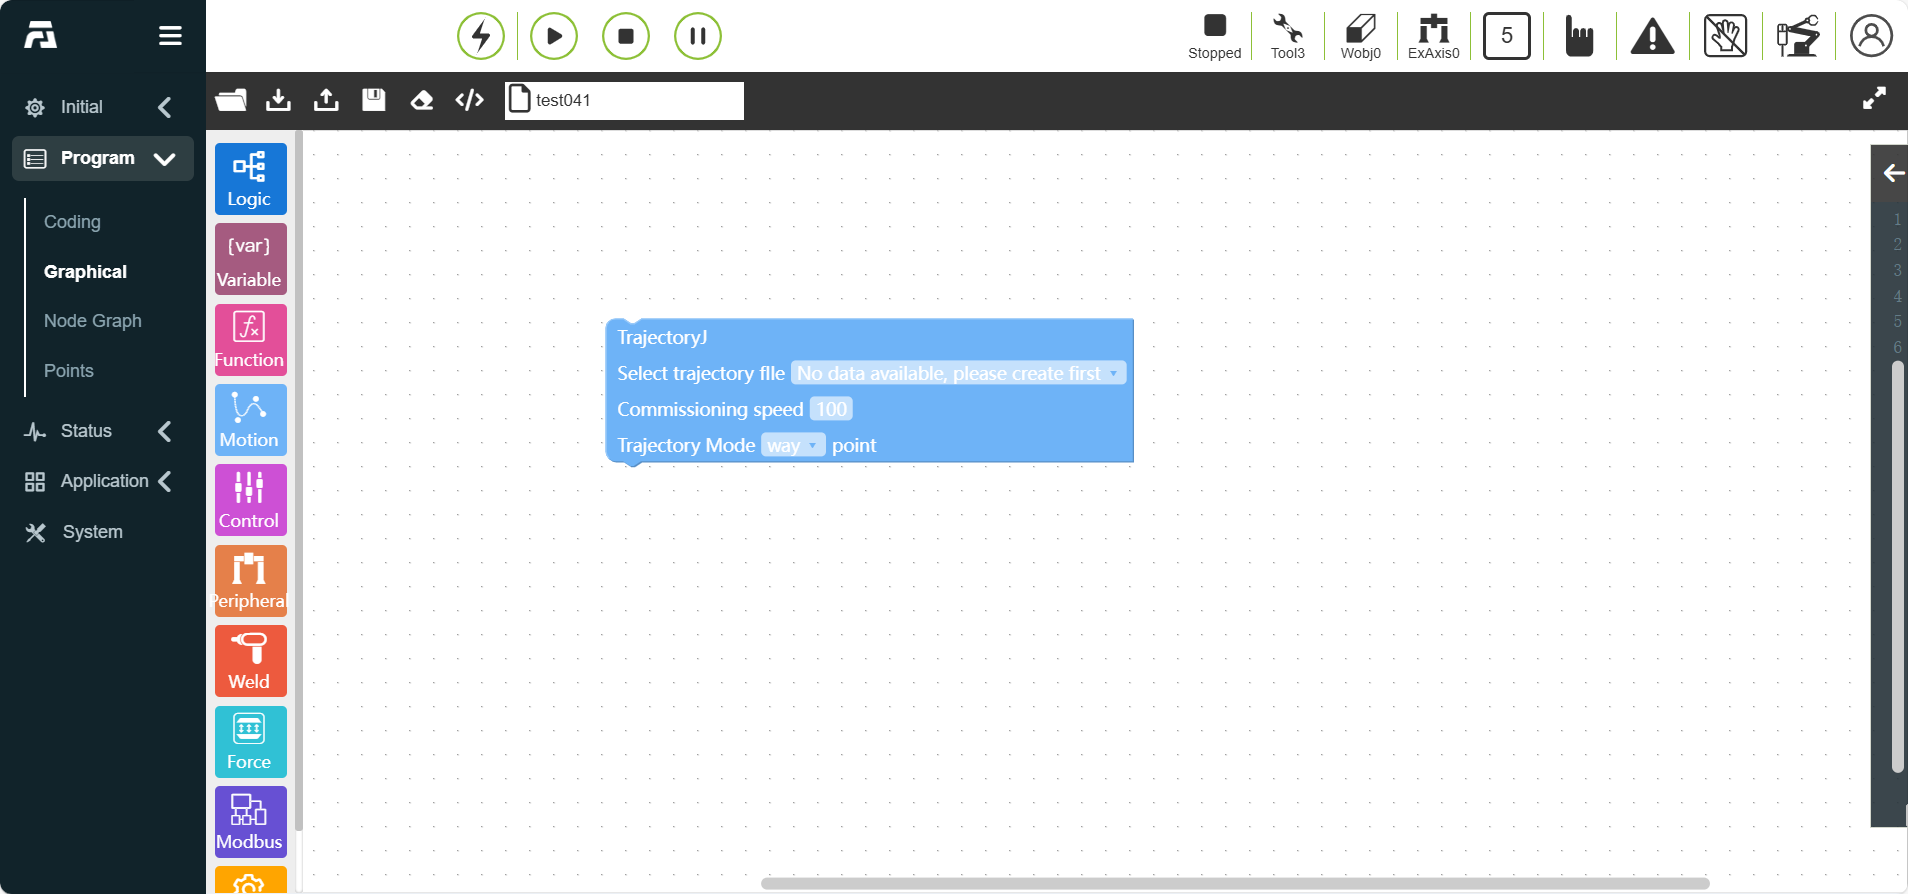 Stopped
Tool3
Wobj0
ExAxis0
5
test041
Initial
Program
Coding
Graphical
Node Graph
Points
Status
Application
System
Logic
{var}
Variable
fx
Function
Motion
Control
Peripheral
Weld
Force
Modbus
TrajectoryJ
Select trajectory flle No data available, please create first
Commissioning speed 100
Trajectory Mode way point
1
2
3
4
5
6